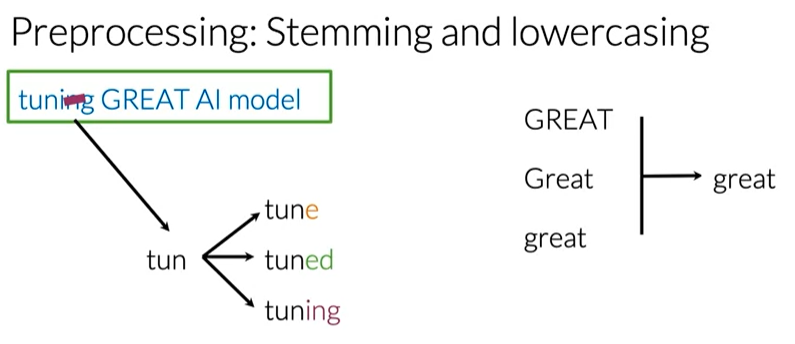 Preprocessing: Stemming and lowercasing
tuning GREAT AI model
tun
tune
tuned
tuning
GREAT
Great
great
great